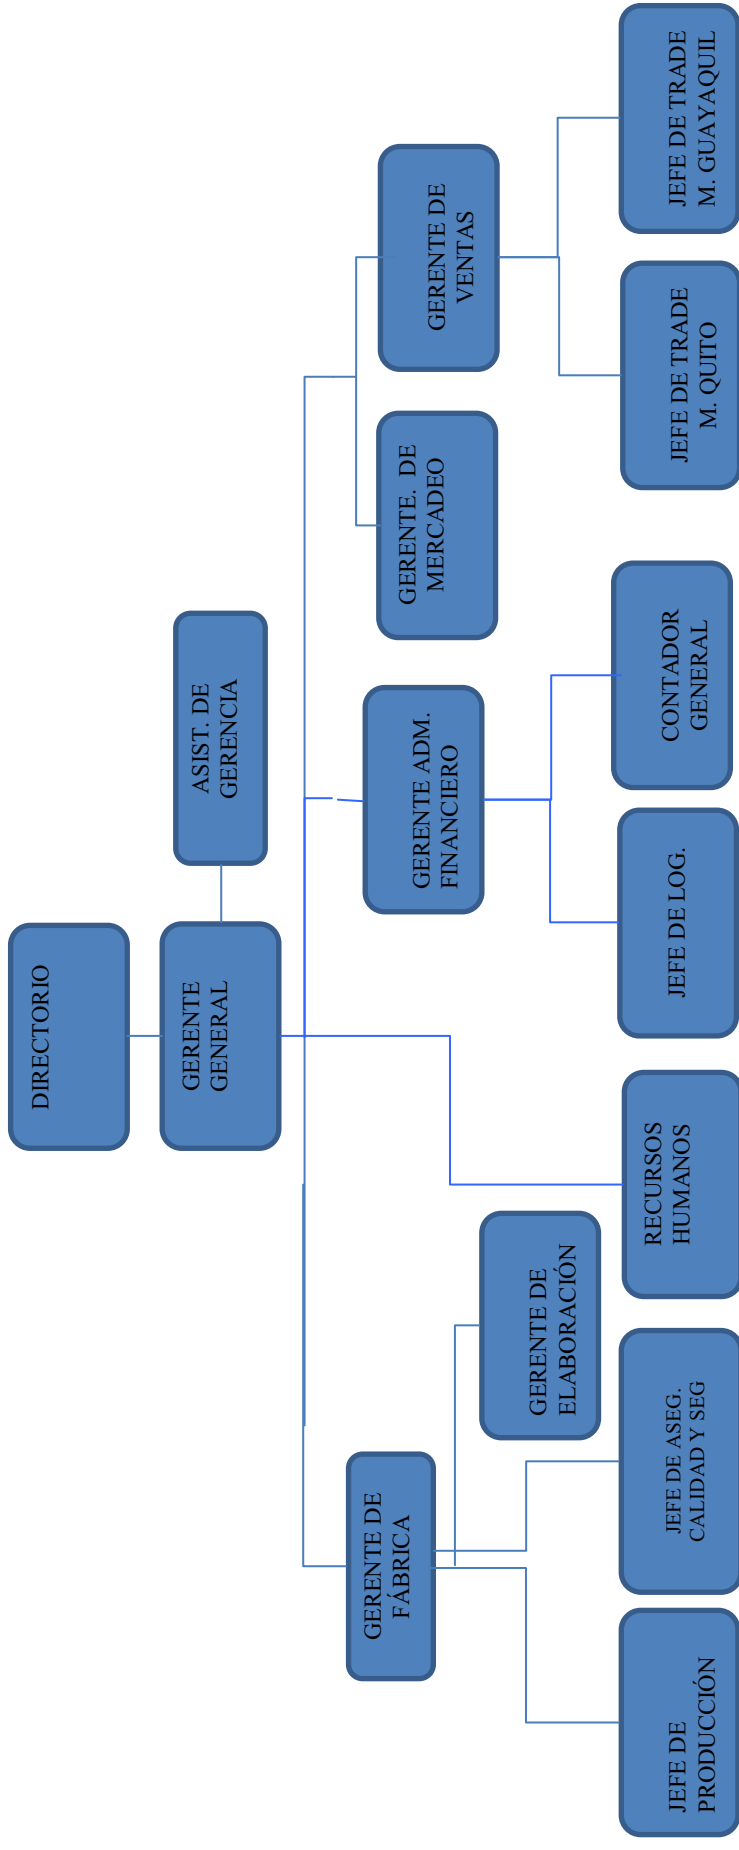 DIRECTORIO
GERENTE
GENERAL
ASIST. DE
GERENCIA
GERENTE DE
FÁBRICA
GERENTE ADM.
FINANCIERO
GERENTE.  DE
MERCADEO
GERENTE DE
VENTAS
GERENTE DE
ELABORACIÓN
JEFE DE
PRODUCCIÓN
JEFE DE ASEG.
CALIDAD Y SEG
RECURSOS
HUMANOS
JEFE DE LOG.
CONTADOR
GENERAL
JEFE DE TRADE
M. QUITO
JEFE DE TRADE
M. GUAYAQUIL